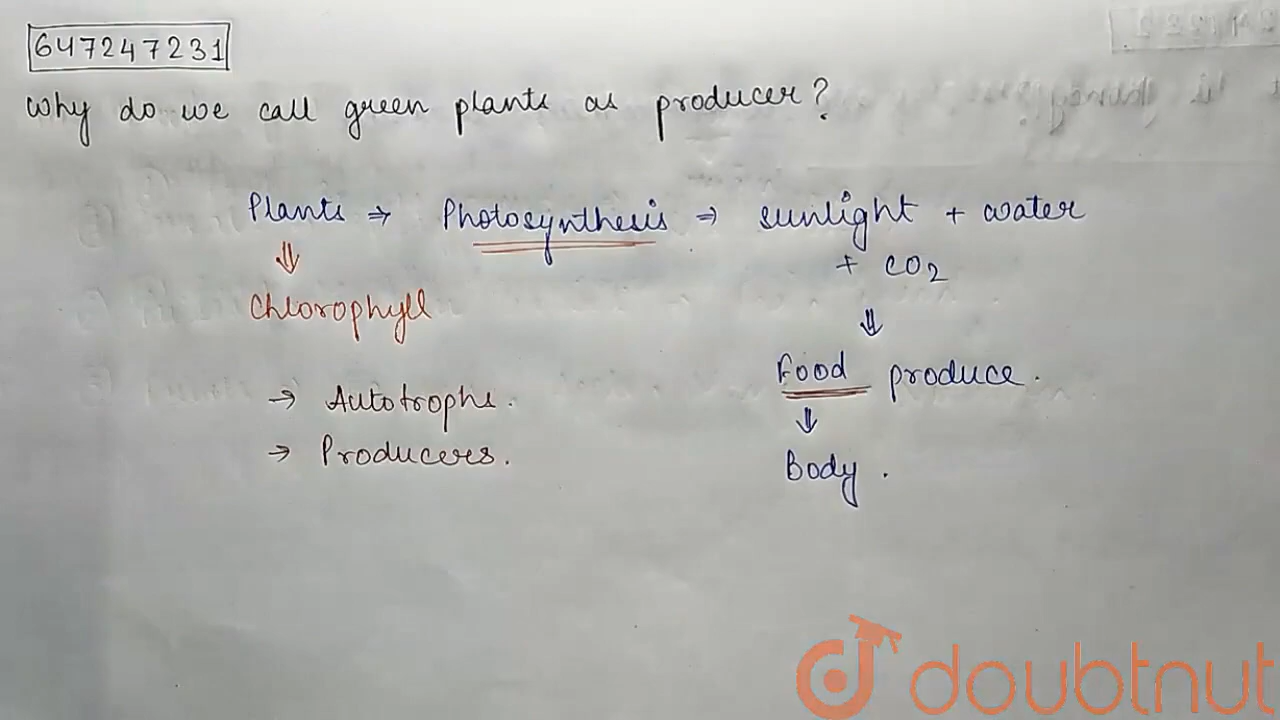 647247231
Why do we call green plants as producer?
Plants ⇒ Photosynthesis ⇒ sunlight + water
+ CO2
⇓ ⇓
Chlorophyll
Food produce.
→ Autotrophs.
⇓
→ Producers.
Body.
doubtnut